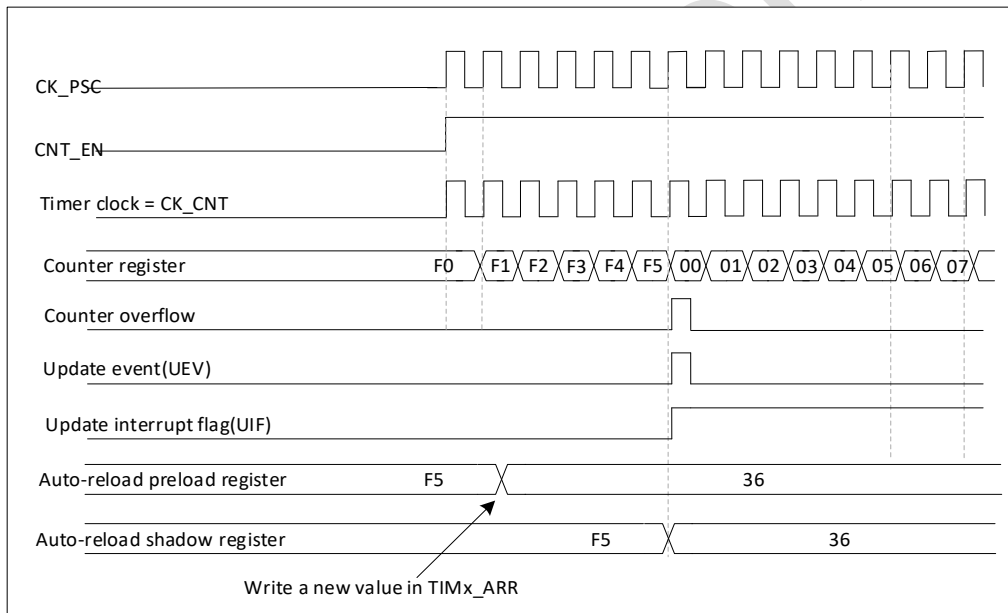 CK_PSC
CNT_EN
Timer clock = CK_CNT
Counter register F0 F1 F2 F3 F4 F5 00 01 02 03 04 05 06 07
Counter overflow
Update event(UEV)
Update interrupt flag(UIF)
Auto-reload preload register F5 36
Auto-reload shadow register F5 36
Write a new value in TIMx_ARR